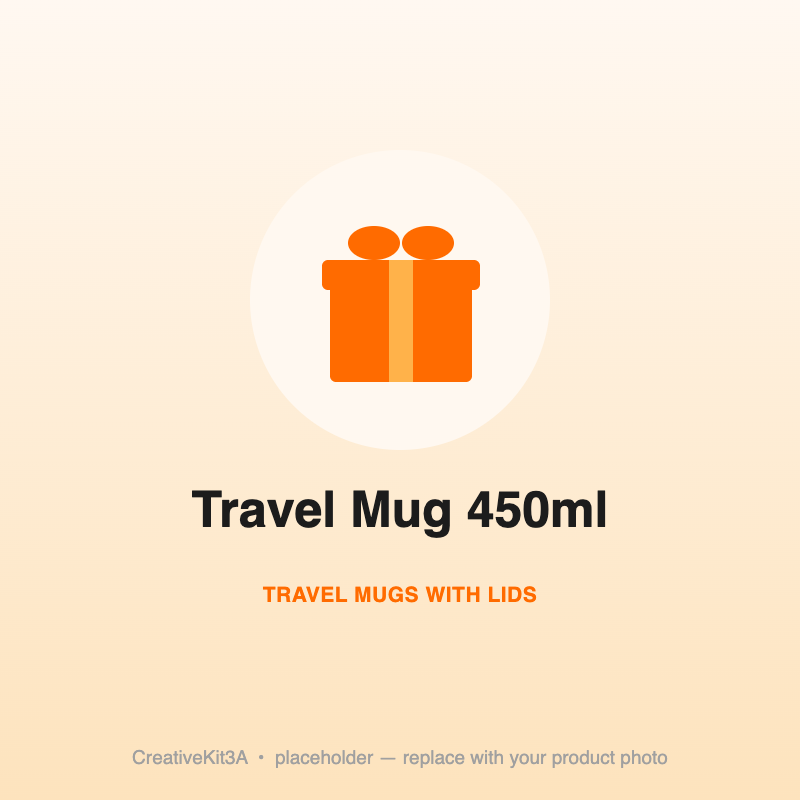 Travel Mug 450ml
TRAVEL MUGS WITH LIDS
CreativeKit3A • placeholder — replace with your product photo